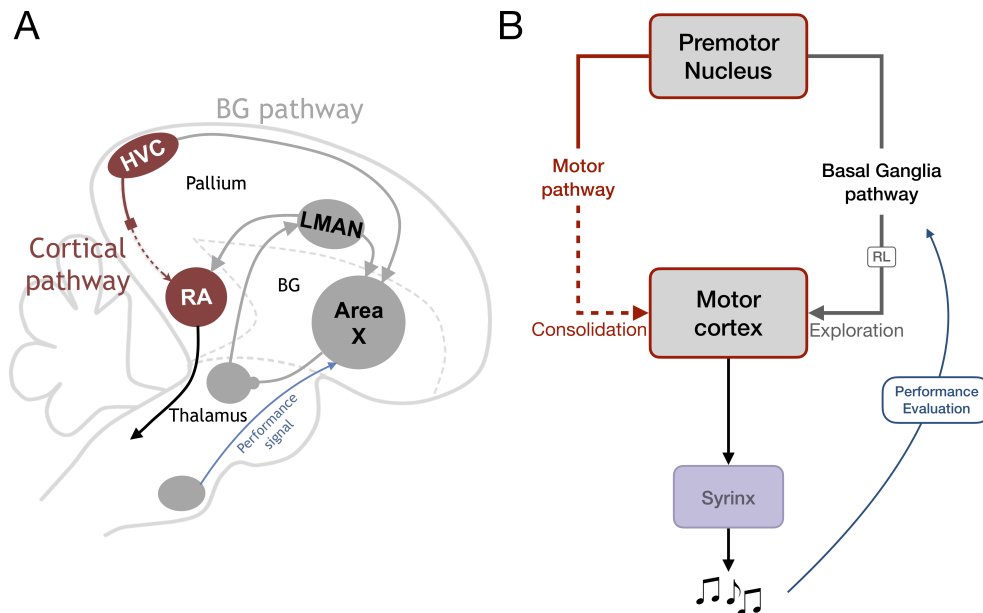 A
BG pathway
HVC
Pallium
LMAN
Cortical
pathway
RA
BG
Area
X
Thalamus
Performance
signal
B
Premotor
Nucleus
Motor
pathway
Basal Ganglia
pathway
RL
Motor
cortex
Consolidation
Exploration
Performance
Evaluation
Syrinx